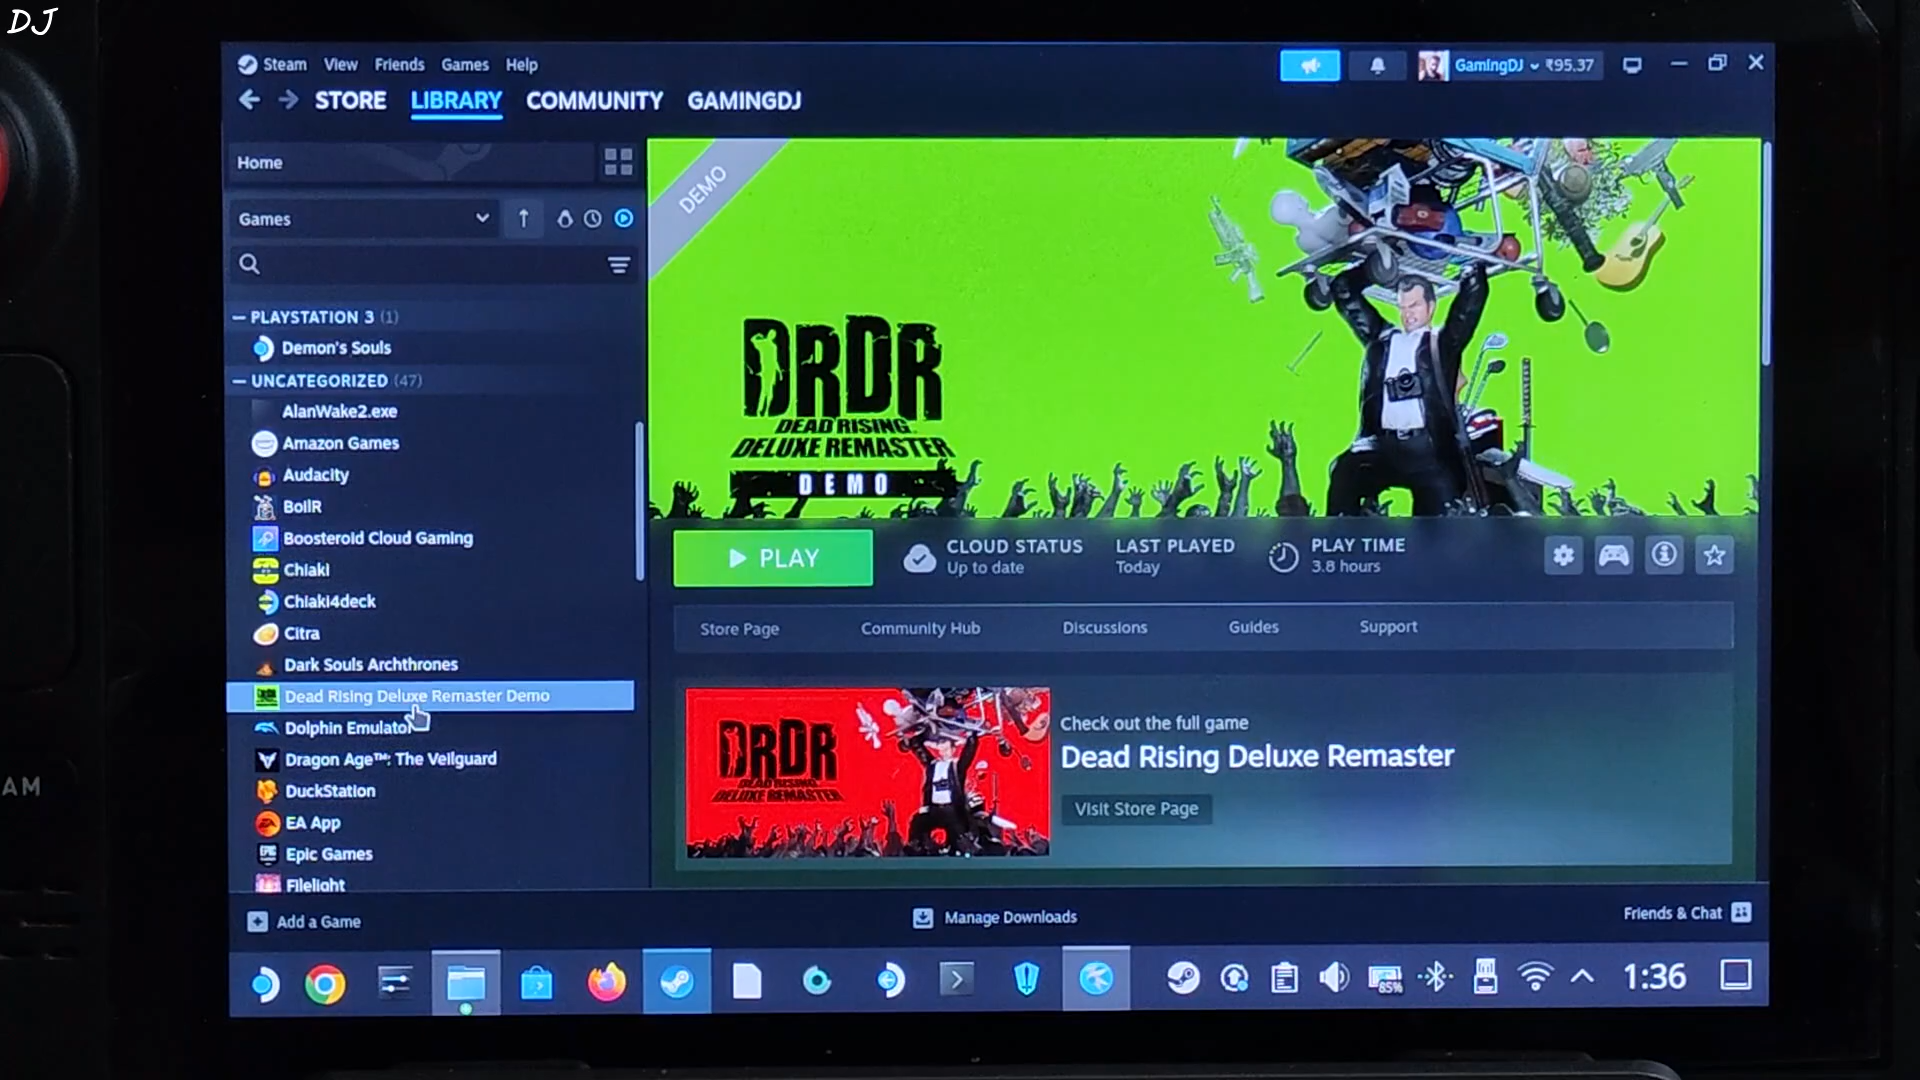 DJ
Steam View Friends Games Help
GamingDJ ₹95.37
STORE LIBRARY COMMUNITY GAMINGDJ
Home
Games
PLAYSTATION 3 (1)
Demon's Souls
UNCATEGORIZED (47)
AlanWake2.exe
Amazon Games
Audacity
BoilR
Boosteroid Cloud Gaming
Chiaki
Chiaki4deck
Citra
Dark Souls Archthrones
Dead Rising Deluxe Remaster Demo
Dolphin Emulator
Dragon Age™: The Veilguard
DuckStation
EA App
Epic Games
Filelight
Add a Game
DEMO
DRDR
DEAD RISING
DELUXE REMASTER
DEMO
PLAY
CLOUD STATUS
Up to date
LAST PLAYED
Today
PLAY TIME
3.8 hours
Store Page Community Hub Discussions Guides Support
DRDR
DEAD RISING
DELUXE REMASTER
Check out the full game
Dead Rising Deluxe Remaster
Visit Store Page
Manage Downloads
Friends & Chat
85%
1:36
AM